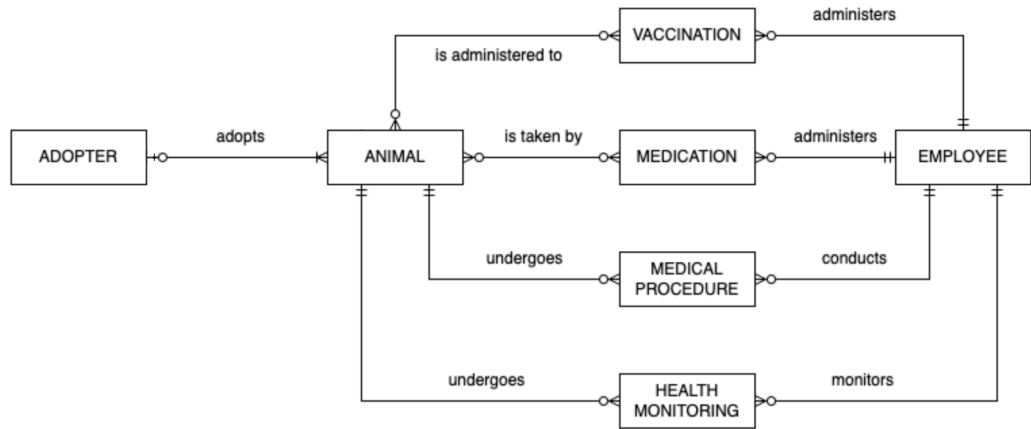 administers
VACCINATION
is administered to
adopts
is taken by
administers
ADOPTER
ANIMAL
MEDICATION
EMPLOYEE
undergoes
MEDICAL
PROCEDURE
conducts
undergoes
HEALTH
MONITORING
monitors